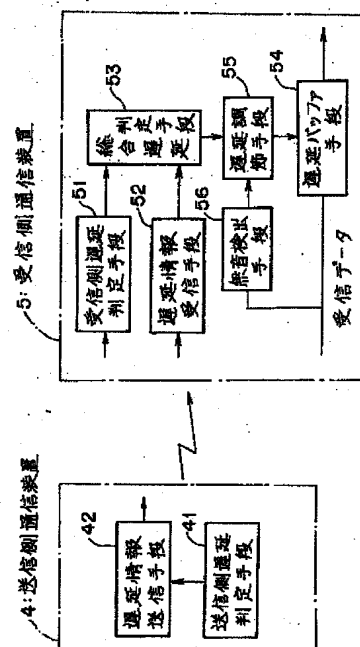 4:送信側通信装置
42
遅延情報
送信手段
41
送信側遅延
判定手段
5:受信側通信装置
51
受信側遅延
判定手段
52
遅延情報
受信手段
53
総合遅延
判定手段
56
無音検出
手段
55
遅延調
節手段
54
遅延バッファ
手段
受信データ